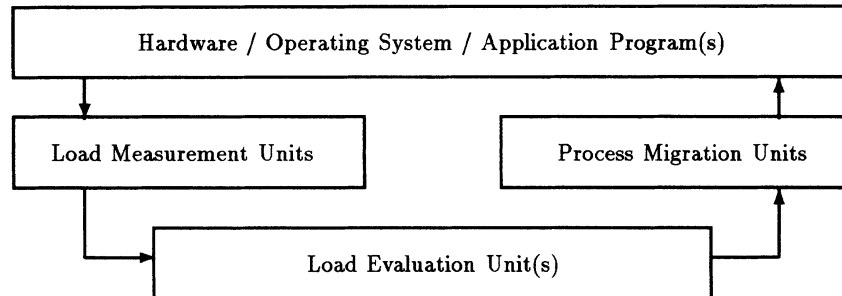 Hardware / Operating System / Application Program(s)
Load Measurement Units
Process Migration Units
Load Evaluation Unit(s)